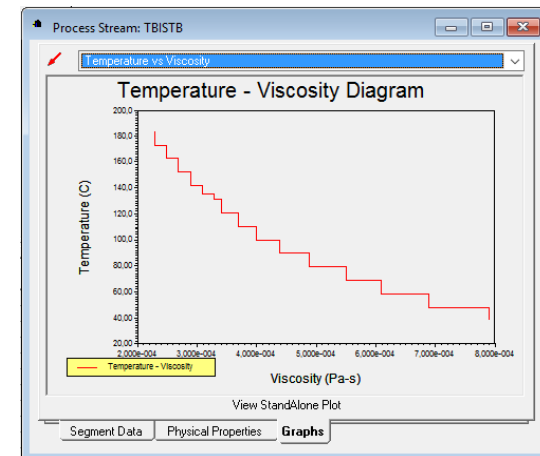 Process Stream: TBISTB
Temperature vs Viscosity
Temperature - Viscosity Diagram
200,0
180,0
160,0
140,0
120,0
100,0
80,00
60,00
40,00
20,00
Temperature (C)
2,000e-004 3,000e-004 4,000e-004 5,000e-004 6,000e-004 7,000e-004 8,000e-004
Temperature - Viscosity
Viscosity (Pa-s)
View StandAlone Plot
Segment Data Physical Properties Graphs